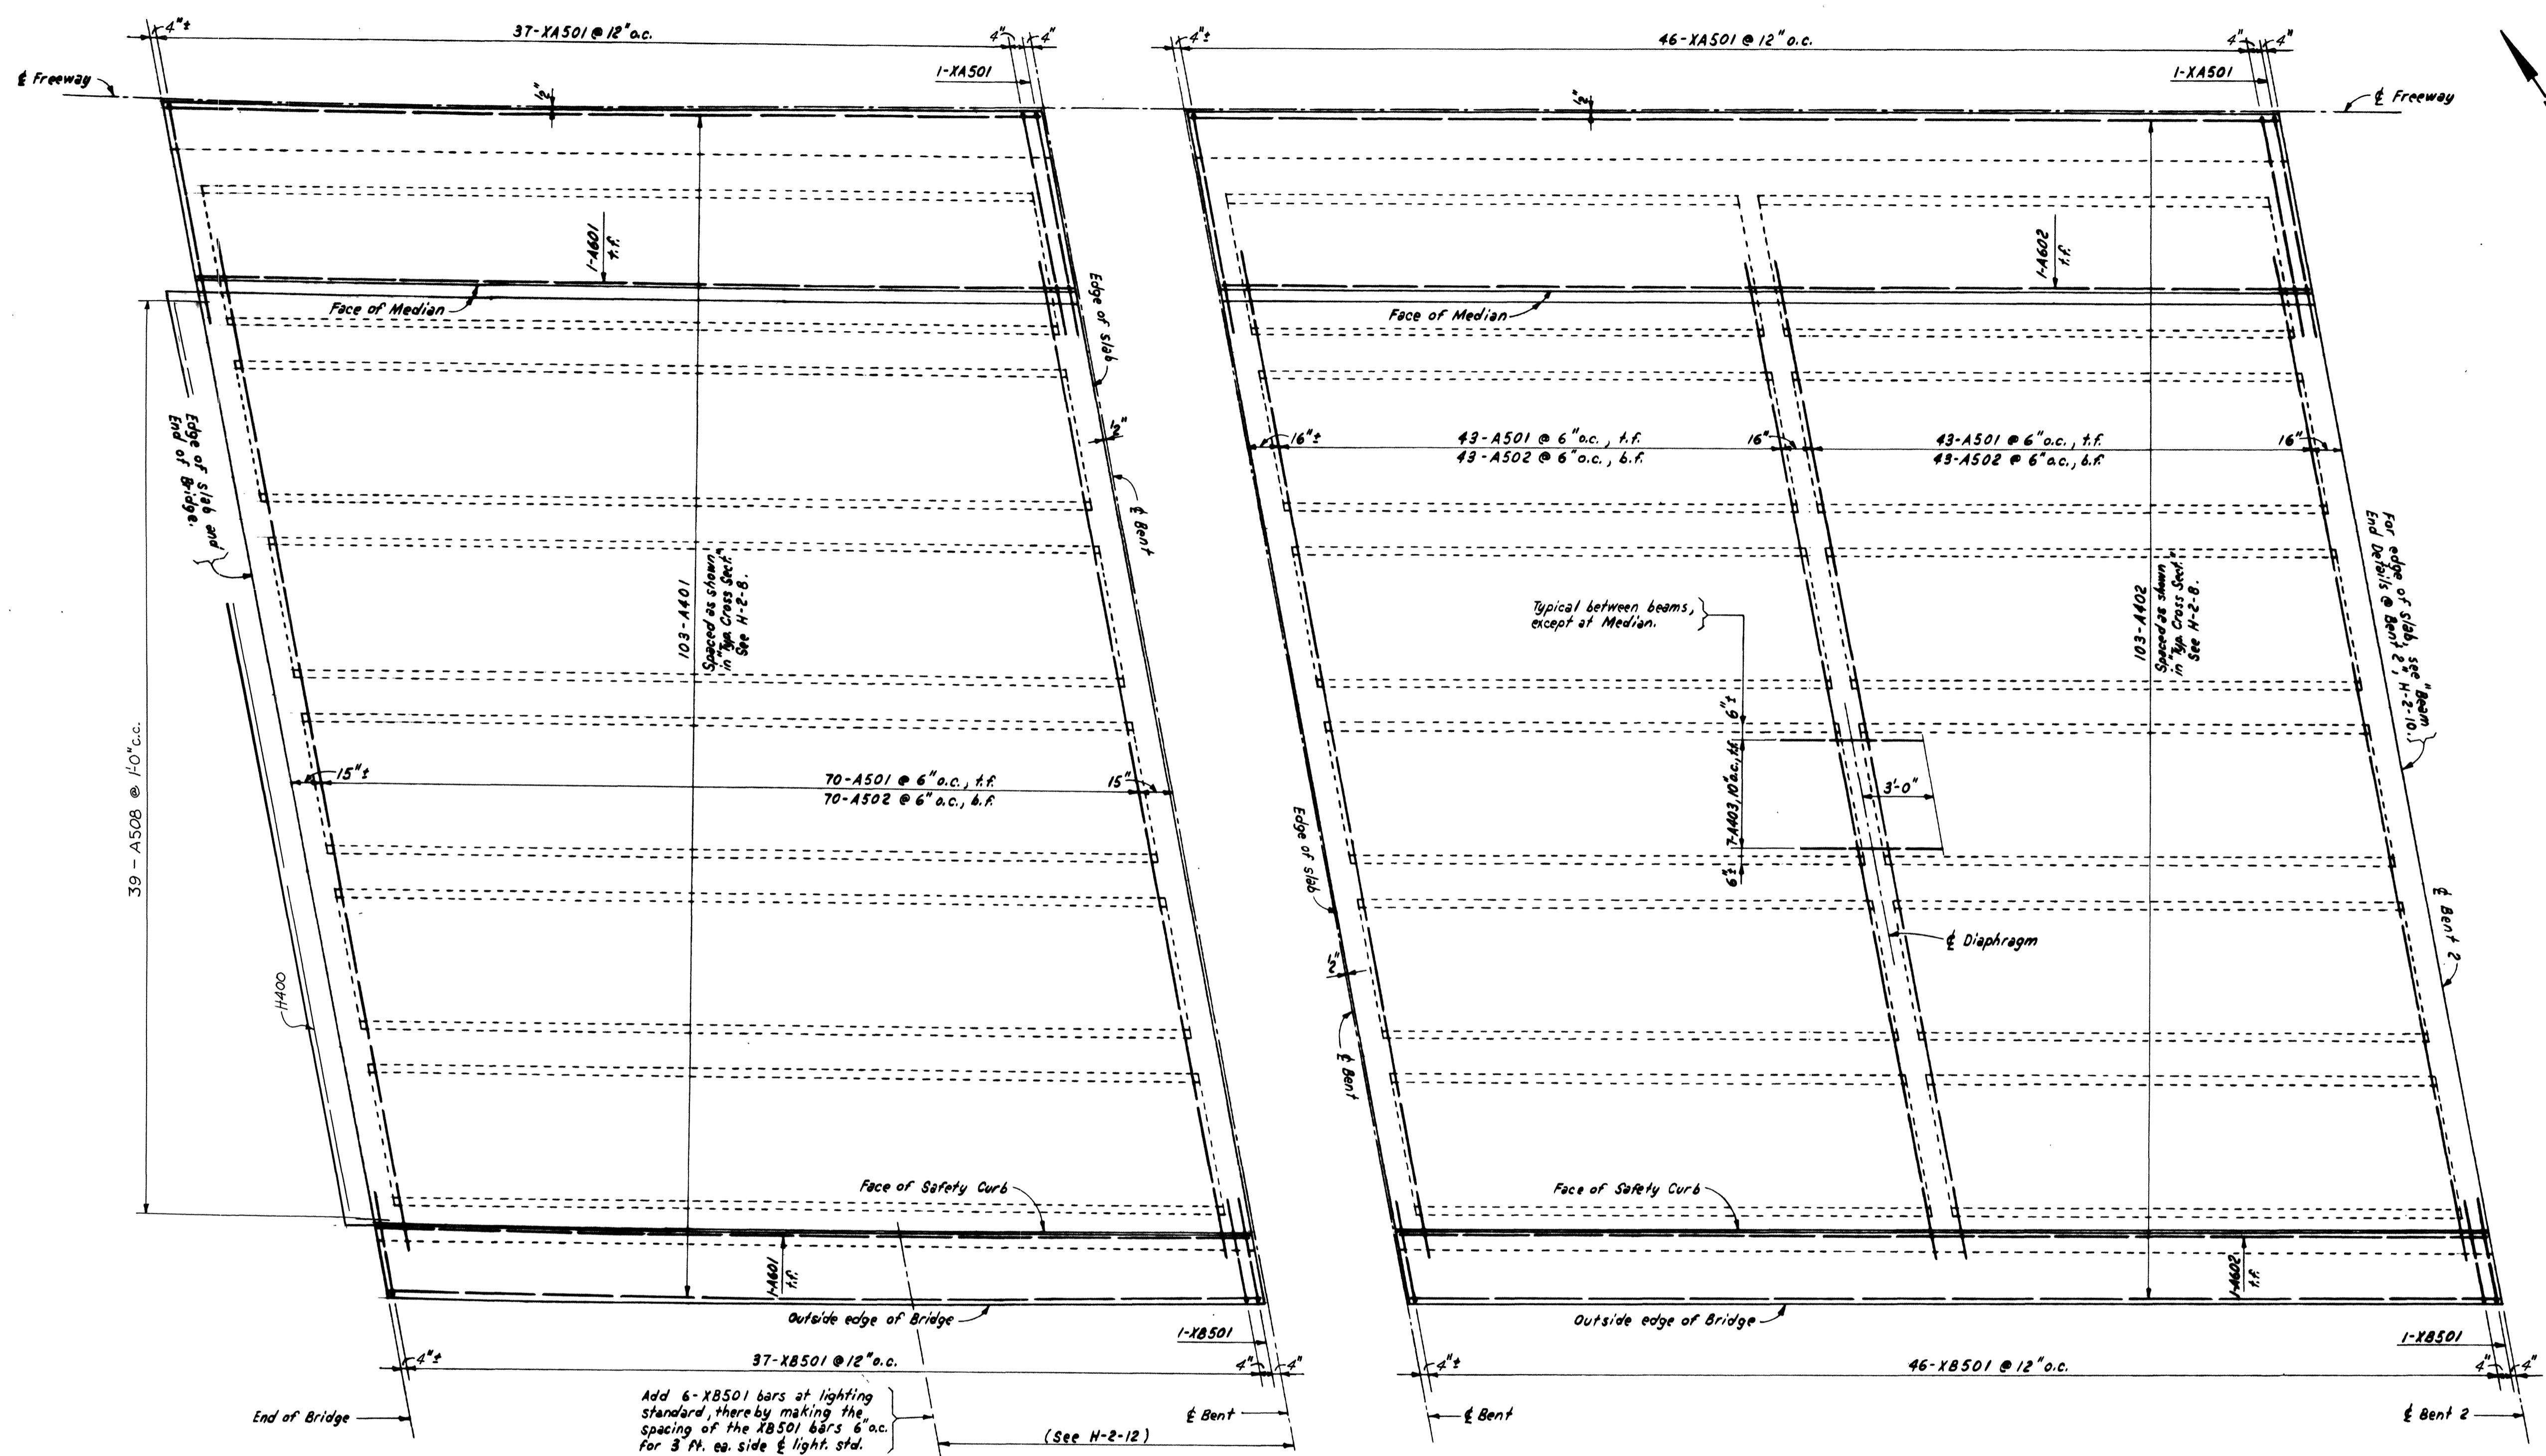 4"±
37-XA501 @ 12" o.c.
4"
4"
1-XA501
℄ Freeway
½"
1-A601
t.f.
Face of Median
Edge of slab
½"
℄ Bent
Edge of slab and
End of Bridge.
103-A401
Spaced as shown
in "Typ. Cross Sect."
See H-2-8.
15"±
70-A501 @ 6" o.c., t.f.
70-A502 @ 6" o.c., b.f.
15"
39 - A508 @ 1'-0" c.c.
H400
Face of Safety Curb
1-A601
t.f.
Outside edge of Bridge
1-XB501
4"±
37-XB501 @ 12" o.c.
4"
4"
End of Bridge
Add 6-XB501 bars at lighting
standard, thereby making the
spacing of the XB501 bars 6" o.c.
for 3 ft. ea. side ℄ light. std.
℄ Bent
(See H-2-12)
4"±
46-XA501 @ 12" o.c.
4"
4"
1-XA501
℄ Freeway
½"
1-A602
t.f.
Face of Median
16"±
43-A501 @ 6" o.c., t.f.
43-A502 @ 6" o.c., b.f.
16"
43-A501 @ 6" o.c., t.f.
43-A502 @ 6" o.c., b.f.
16"
For edge of slab, see "Beam
End Details @ Bent 2", H-2-10.
103-A402
Spaced as shown
in "Typ. Cross Sect."
See H-2-8.
Typical between beams,
except at Median.
6"±
7-A403, 10" o.c., t.f.
6"±
3'-0"
Edge of slab
½"
℄ Bent
℄ Diaphragm
℄ Bent 2
Face of Safety Curb
1-A602
t.f.
Outside edge of Bridge
1-XB501
4"±
46-XB501 @ 12" o.c.
4"
4"
℄ Bent
℄ Bent 2